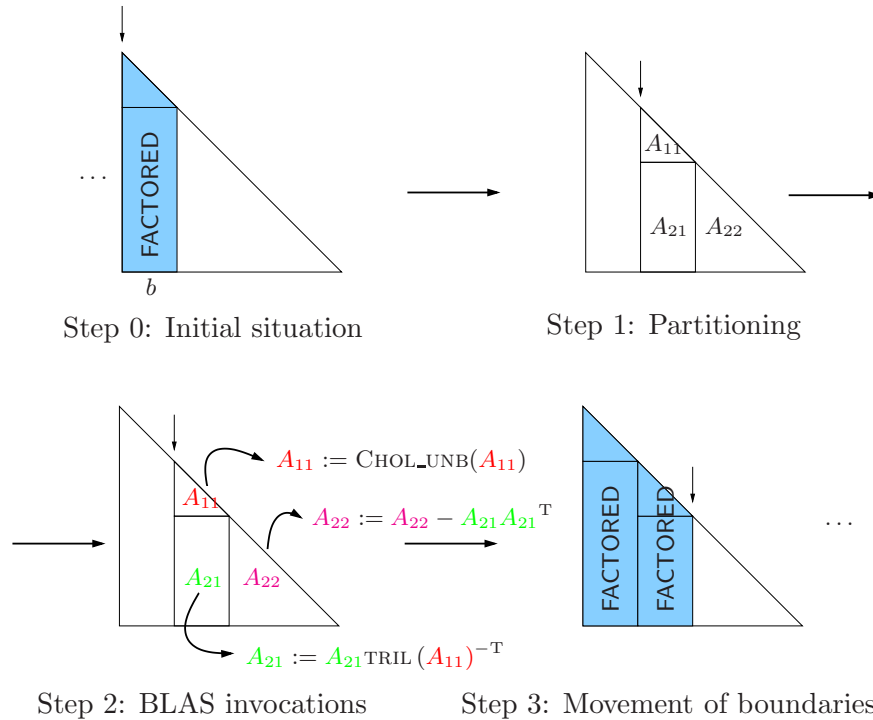 ...
FACTORED
b
Step 0: Initial situation
A₁₁
A₂₁
A₂₂
Step 1: Partitioning
A₁₁ := CHOL_UNB(A₁₁)
A₁₁
A₂₂ := A₂₂ − A₂₁A₂₁ᵀ
A₂₁
A₂₂
A₂₁ := A₂₁TRIL (A₁₁)⁻ᵀ
Step 2: BLAS invocations
FACTORED
FACTORED
...
Step 3: Movement of boundaries